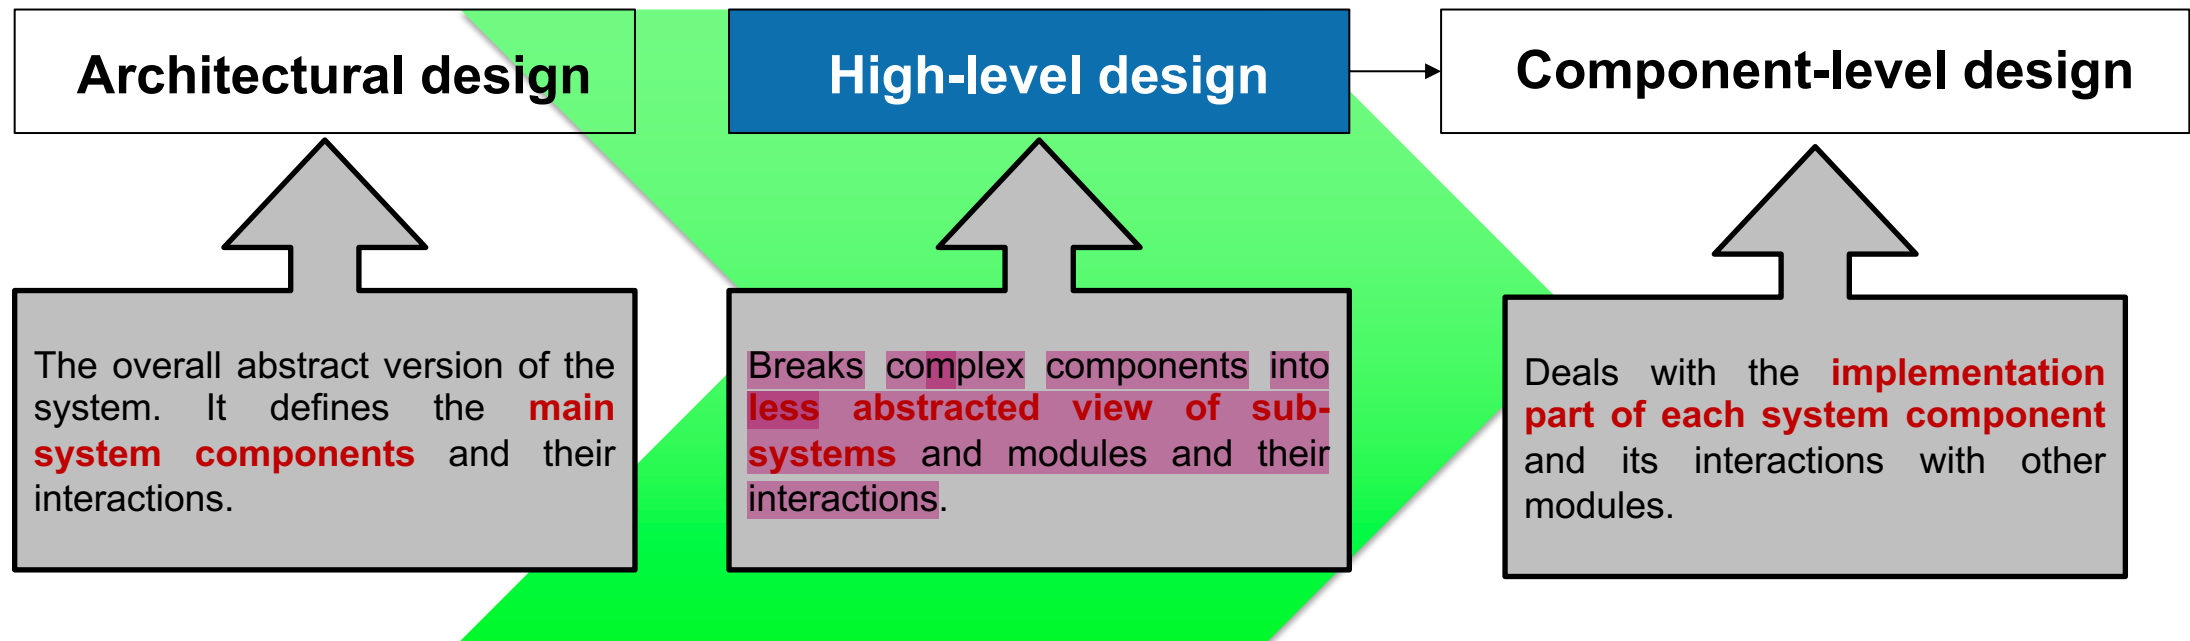 Architectural design
High-level design
Component-level design
The overall abstract version of the
system. It defines the main
system components and their
interactions.
Breaks complex components into
less abstracted view of sub-
systems and modules and their
interactions.
Deals with the implementation
part of each system component
and its interactions with other
modules.